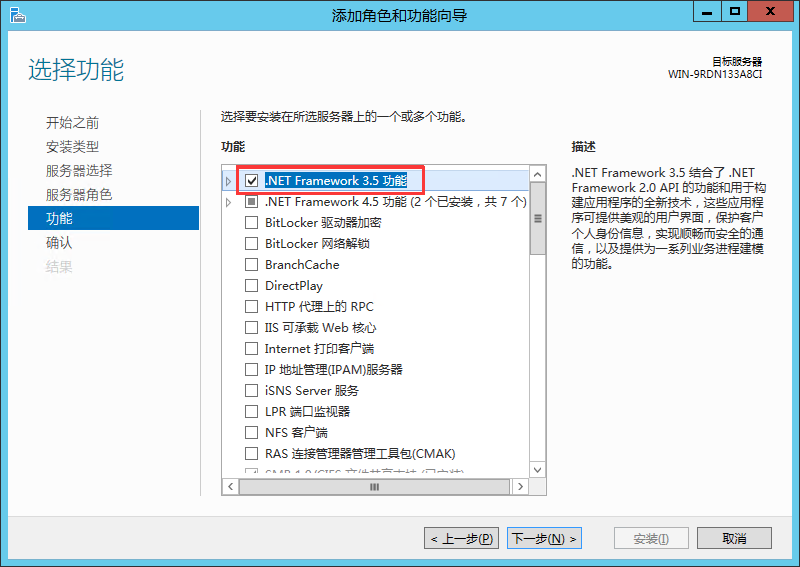 添加角色和功能向导
选择功能
目标服务器
WIN-9RDN133A8CI
开始之前
安装类型
服务器选择
服务器角色
功能
确认
结果
选择要安装在所选服务器上的一个或多个功能。
功能
.NET Framework 3.5 功能
.NET Framework 4.5 功能 (2 个已安装，共 7 个)
BitLocker 驱动器加密
BitLocker 网络解锁
BranchCache
DirectPlay
HTTP 代理上的 RPC
IIS 可承载 Web 核心
Internet 打印客户端
IP 地址管理(IPAM)服务器
iSNS Server 服务
LPR 端口监视器
NFS 客户端
RAS 连接管理器管理工具包(CMAK)
SMB 1.0/CIFS 文件共享支持 (已安装)
描述
.NET Framework 3.5 结合了 .NET
Framework 2.0 API 的功能和用于构
建应用程序的全新技术，这些应用程
序可提供美观的用户界面，保护客户
个人身份信息，实现顺畅而安全的通
信，以及提供为一系列业务进程建模
的功能。
< 上一步(P)
下一步(N) >
安装(I)
取消